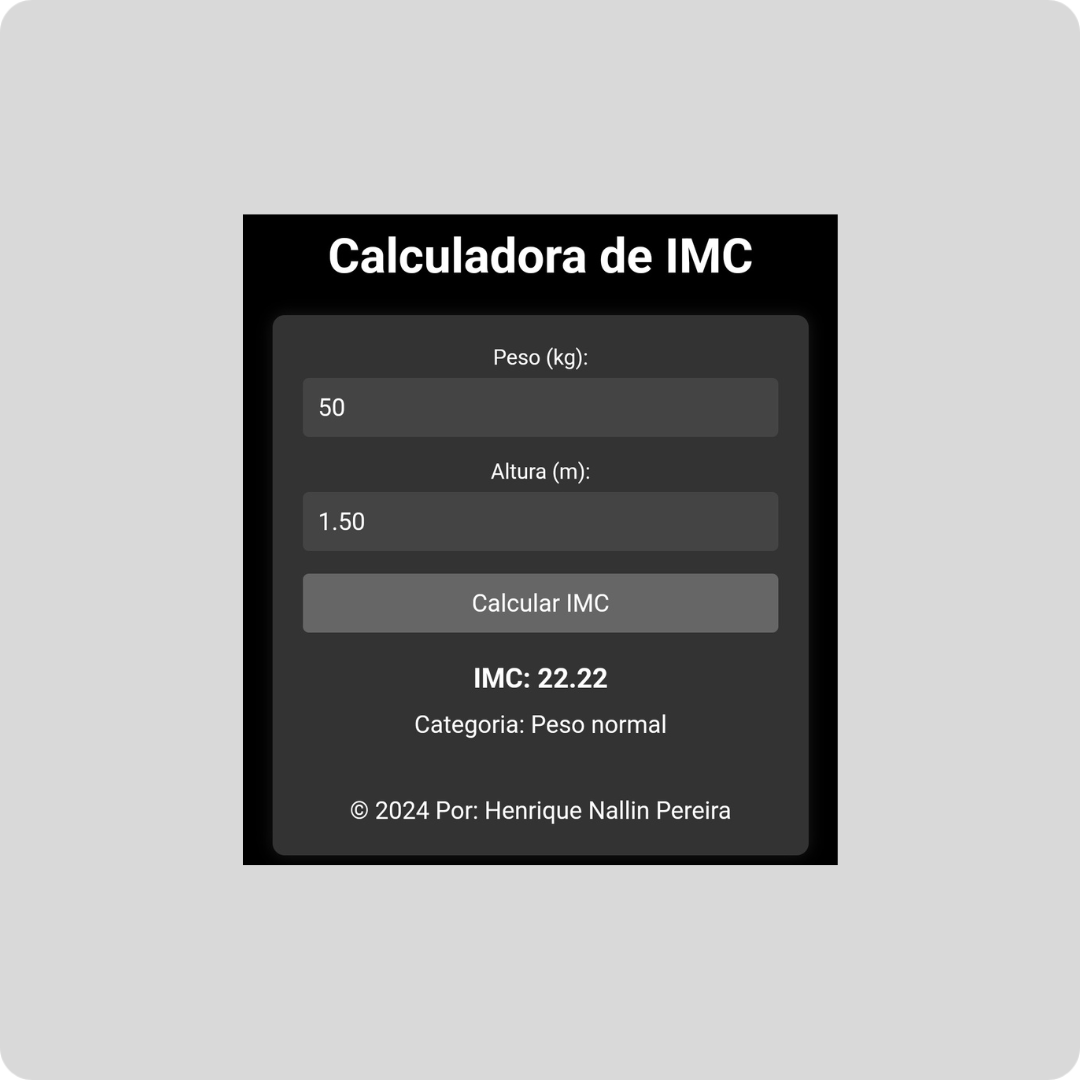 Calculadora de IMC
Peso (kg):
50
Altura (m):
1.50
Calcular IMC
IMC: 22.22
Categoria: Peso normal
© 2024 Por: Henrique Nallin Pereira